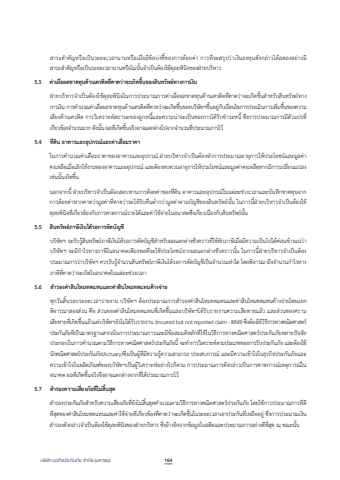 สาระสำคัญหรือเป็นระยะเวลานานหรือเมื่อมีข้อบ่งชี้ของการด้อยค่า การที่จะสรุปว่าเงินลงทุนดังกล่าวได้ลดลงอย่างมี
สาระสำคัญหรือเป็นระยะเวลานานหรือไม่นั้นจำเป็นต้องใช้ดุลยพินิจของฝ่ายบริหาร
5.3 ค่าเผื่อผลขาดทุนด้านเครดิตที่คาดว่าจะเกิดขึ้นของสินทรัพย์ทางการเงิน
ฝ่ายบริหารจำเป็นต้องใช้ดุลยพินิจในการประมาณการค่าเผื่อผลขาดทุนด้านเครดิตที่คาดว่าจะเกิดขึ้นสำหรับสินทรัพย์ทาง
การเงิน การคำนวณค่าเผื่อผลขาดทุนด้านเครดิตที่คาดว่าจะเกิดขึ้นของบริษัทฯขึ้นอยู่กับเงื่อนไขการประเมินการเพิ่มขึ้นของความ
เสี่ยงด้านเครดิต การวิเคราะห์สถานะของลูกหนี้และความน่าจะเป็นของการได้รับชำระหนี้ ซึ่งการประมาณการมีตัวแปรที่
เกี่ยวข้องจำนวนมาก ดังนั้น ผลที่เกิดขึ้นจริงอาจแตกต่างไปจากจำนวนที่ประมาณการไว้
5.4 ที่ดิน อาคารและอุปกรณ์และค่าเสื่อมราคา
ในการคำนวณค่าเสื่อมราคาของอาคารและอุปกรณ์ ฝ่ายบริหารจำเป็นต้องทำการประมาณอายุการให้ประโยชน์และมูลค่า
คงเหลือเมื่อเลิกใช้งานของอาคารและอุปกรณ์ และต้องทบทวนอายุการให้ประโยชน์และมูลค่าคงเหลือหากมีการเปลี่ยนแปลง
เช่นนั้นเกิดขึ้น
นอกจากนี้ ฝ่ายบริหารจำเป็นต้องสอบทานการด้อยค่าของที่ดิน อาคารและอุปกรณ์ในแต่ละช่วงเวลาและบันทึกขาดทุนจาก
การด้อยค่าหากคาดว่ามูลค่าที่คาดว่าจะได้รับคืนต่ำกว่ามูลค่าตามบัญชีของสินทรัพย์นั้น ในการนี้ฝ่ายบริหารจำเป็นต้องใช้
ดุลยพินิจที่เกี่ยวข้องกับการคาดการณ์รายได้และค่าใช้จ่ายในอนาคตซึ่งเกี่ยวเนื่องกับสินทรัพย์นั้น
5.5 สินทรัพย์ภาษีเงินได้รอการตัดบัญชี
บริษัทฯ จะรับรู้สินทรัพย์ภาษีเงินได้รอการตัดบัญชีสำหรับผลแตกต่างชั่วคราวที่ใช้หักภาษีเมื่อมีความเป็นไปได้ค่อนข้างแน่ว่า
บริษัทฯ จะมีกำไรทางภาษีในอนาคตเพียงพอที่จะใช้ประโยชน์จากผลแตกต่างชั่วคราวนั้น ในการนี้ฝ่ายบริหารจำเป็นต้อง
ประมาณการว่าบริษัทฯ ควรรับรู้จำนวนสินทรัพย์ภาษีเงินได้รอการตัดบัญชีเป็นจำนวนเท่าใด โดยพิจารณาถึงจำนวนกำไรทาง
ภาษีที่คาดว่าจะเกิดในอนาคตในแต่ละช่วงเวลา
5.6 สำรองค่าสินไหมทดแทนและค่าสินไหมทดแทนค้างจ่าย
ทุกวันสิ้นรอบระยะเวลารายงาน บริษัทฯ ต้องประมาณการสำรองค่าสินไหมทดแทนและค่าสินไหมทดแทนค้างจ่ายโดยแยก
พิจารณาสองส่วน คือ ส่วนของค่าสินไหมทดแทนที่เกิดขึ้นและบริษัทฯได้รับรายงานความเสียหายแล้ว และส่วนของความ
เสียหายที่เกิดขึ้นแล้วแต่บริษัทฯยังไม่ได้รับรายงาน (incurred but not reported claim - IBNR) ซึ่งต้องใช้วิธีการทางคณิตศาสตร์
ประกันภัยที่เป็นมาตรฐานสากลในการประมาณการและข้อสมมติหลักที่ใช้ในวิธีการทางคณิตศาสตร์ประกันภัยหลายปัจจัย
ประกอบในการคำนวณตามวิธีทางคณิตศาสตร์ประกันภัยนี้ จะทำการวิเคราะห์ตามประเภทของการรับประกันภัย และต้องใช้
นักคณิตศาสตร์ประกันภัย(Actuary)ซึ่งเป็นผู้ที่มีความรู้ความสามารถ ประสบการณ์ และมีความเข้าใจในธุรกิจประกันภัยและ
ความเข้าใจในผลิตภัณฑ์ของบริษัทฯเป็นผู้วิเคราะห์อย่างไรก็ตาม การประมาณการดังกล่าวเป็นการคาดการณ์เหตุการณ์ใน
อนาคต ผลที่เกิดขึ้นจริงจึงอาจแตกต่างจากที่ได้ประมาณการไว้
5.7 สำรองความเสี่ยงภัยที่ไม่สิ้นสุด
สำรองประกันภัยสำหรับความเสี่ยงภัยที่ยังไม่สิ้นสุดคำนวณตามวิธีการทางคณิตศาสตร์ประกันภัย โดยใช้การประมาณการที่ดี
ที่สุดของค่าสินไหมทดแทนและค่าใช้จ่ายที่เกี่ยวข้องที่คาดว่าจะเกิดขึ้นในระยะเวลาเอาประกันที่เหลืออยู่ ซึ่งการประมาณเงิน
สำรองดังกล่าวจำเป็นต้องใช้ดุลยพินิจของฝ่ายบริหาร ซึ่งอ้างอิงจากข้อมูลในอดีตและประมาณการอย่างดีที่สุด ณ ขณะนั้น
164